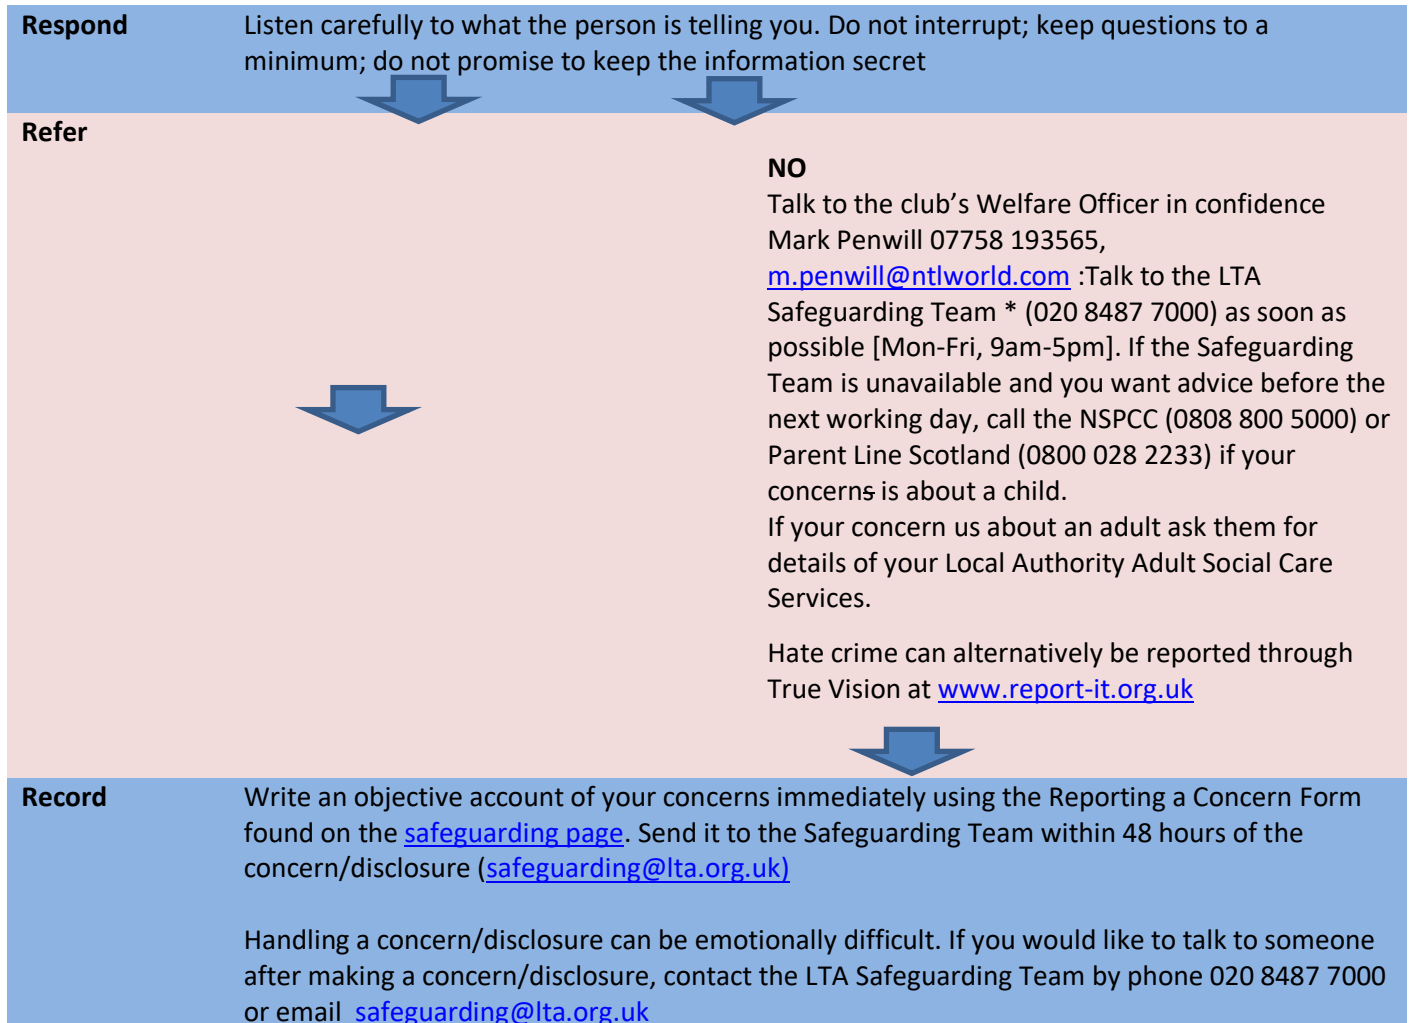 Respond
Listen carefully to what the person is telling you. Do not interrupt; keep questions to a
minimum; do not promise to keep the information secret
Refer
NO
Talk to the club’s Welfare Officer in confidence
Mark Penwill 07758 193565,
m.penwill@ntlworld.com :Talk to the LTA
Safeguarding Team * (020 8487 7000) as soon as
possible [Mon-Fri, 9am-5pm]. If the Safeguarding
Team is unavailable and you want advice before the
next working day, call the NSPCC (0808 800 5000) or
Parent Line Scotland (0800 028 2233) if your
concerns is about a child.
If your concern us about an adult ask them for
details of your Local Authority Adult Social Care
Services.
Hate crime can alternatively be reported through
True Vision at www.report-it.org.uk
Record
Write an objective account of your concerns immediately using the Reporting a Concern Form
found on the safeguarding page. Send it to the Safeguarding Team within 48 hours of the
concern/disclosure (safeguarding@lta.org.uk)
Handling a concern/disclosure can be emotionally difficult. If you would like to talk to someone
after making a concern/disclosure, contact the LTA Safeguarding Team by phone 020 8487 7000
or email safeguarding@lta.org.uk